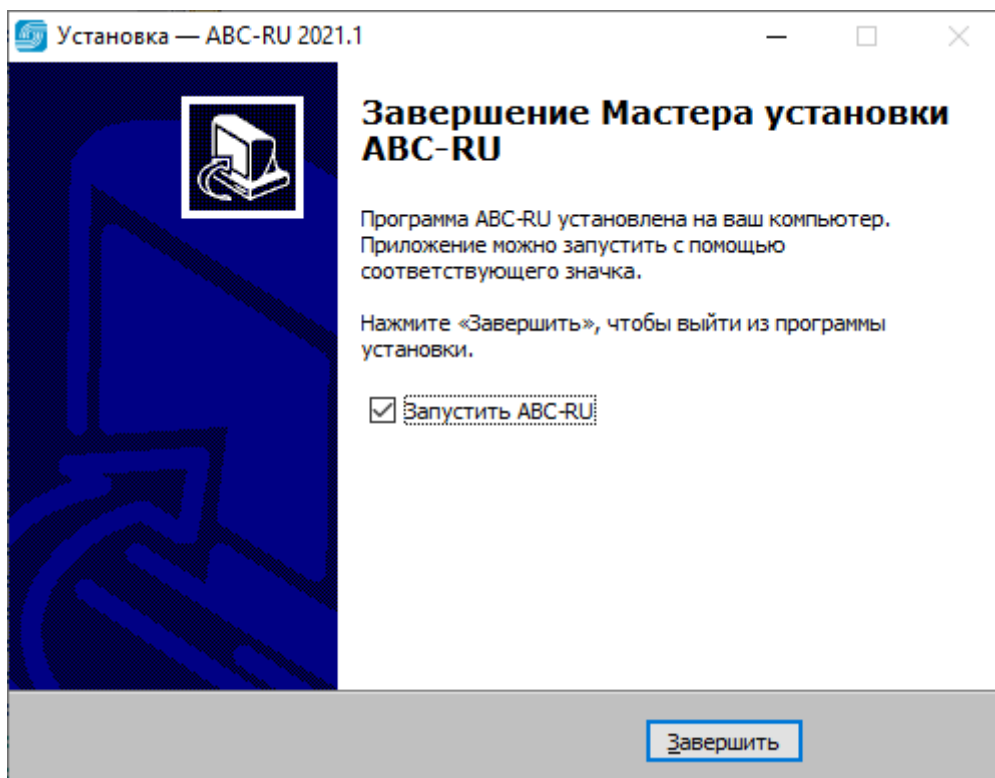 Установка — ABC-RU 2021.1
Завершение Мастера установки
ABC-RU
Программа ABC-RU установлена на ваш компьютер.
Приложение можно запустить с помощью
соответствующего значка.
Нажмите «Завершить», чтобы выйти из программы
установки.
Запустить ABC-RU
Завершить